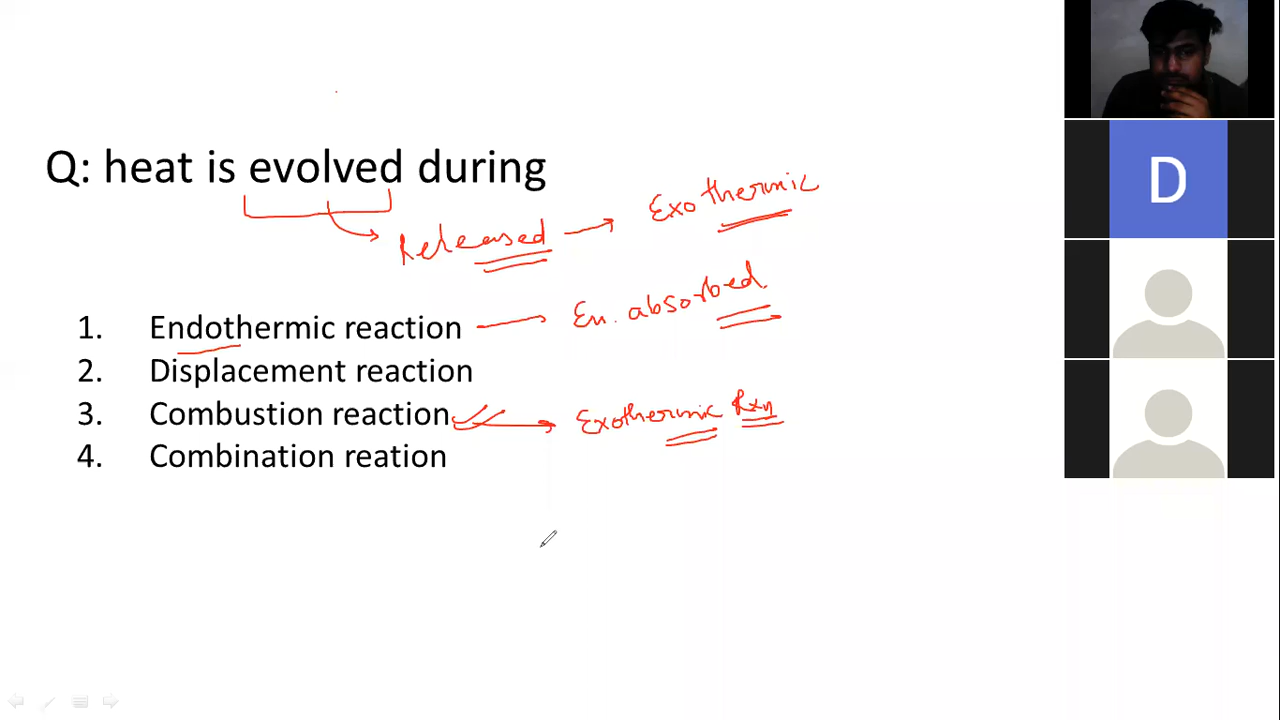 Q: heat is evolved during
Released → Exothermic
1. Endothermic reaction — En. absorbed.
2. Displacement reaction
3. Combustion reaction → Exothermic Rxn
4. Combination reation
D